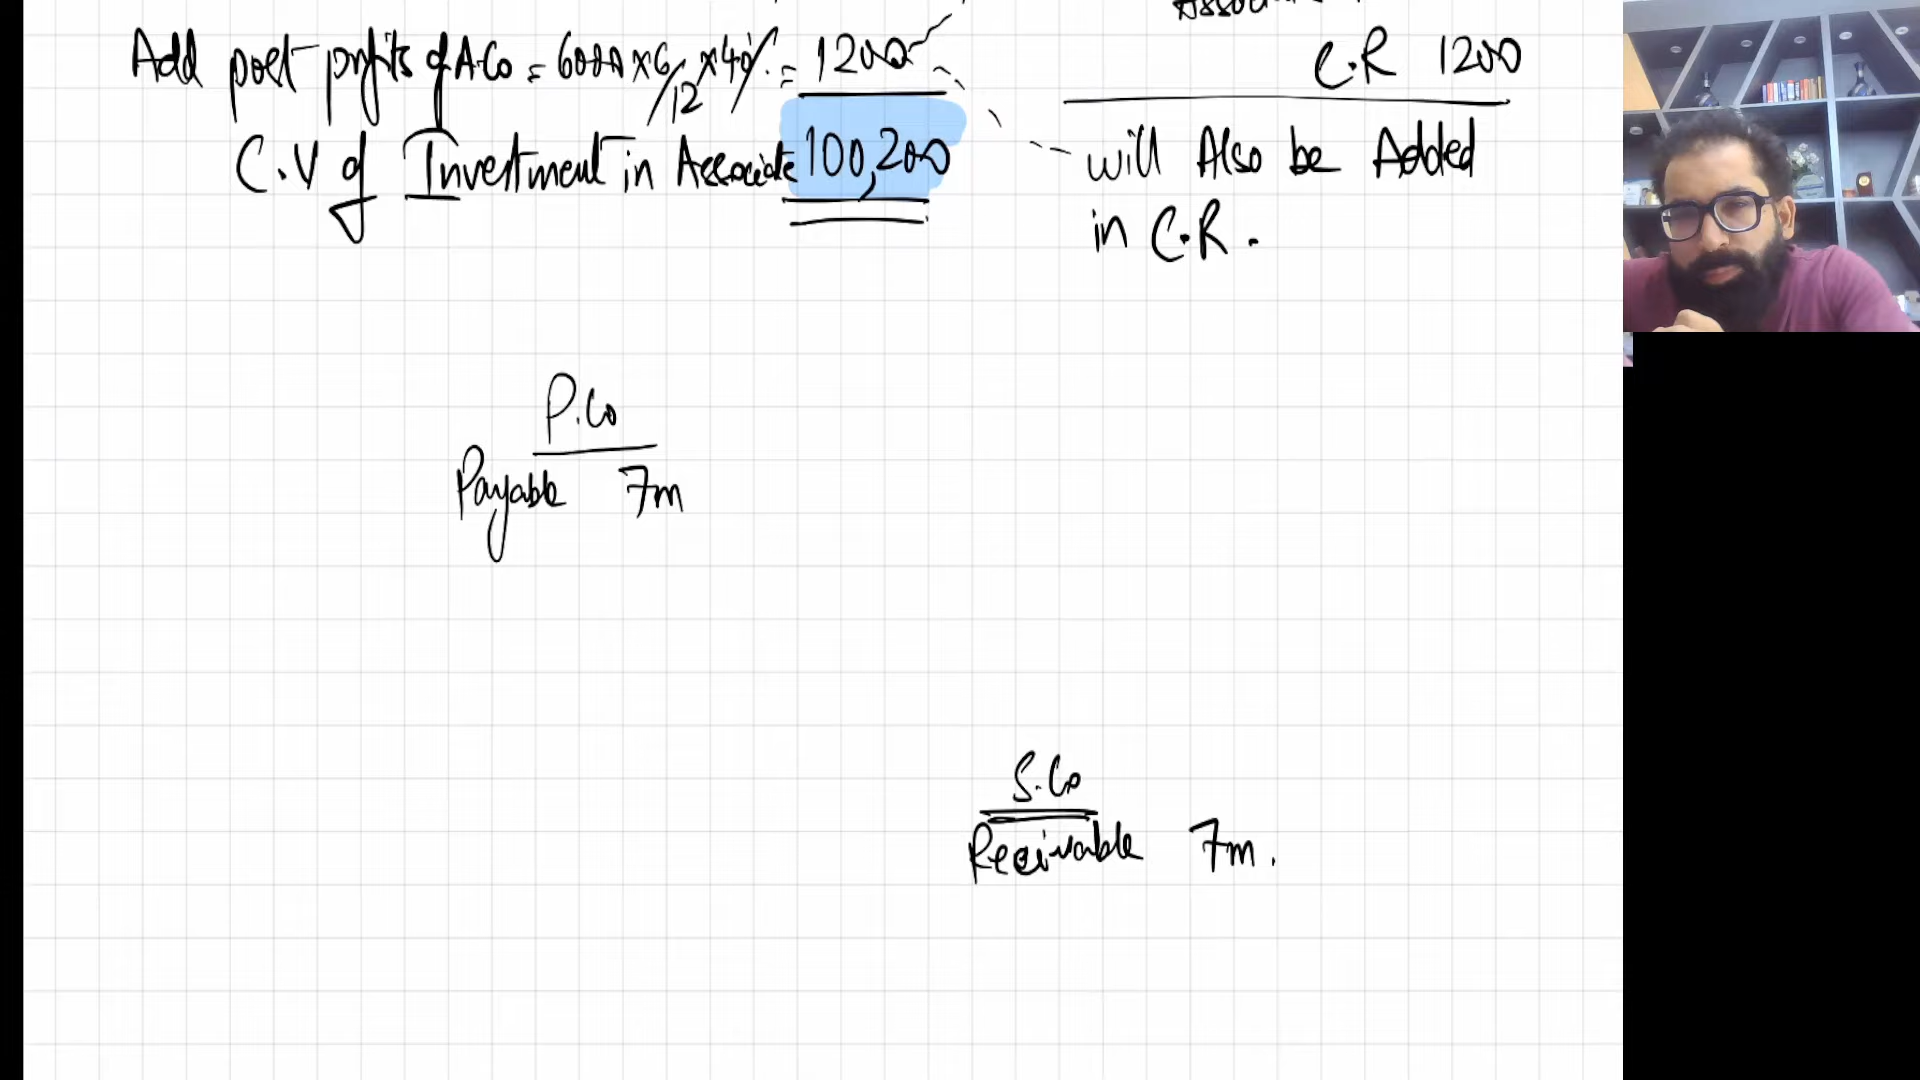 C.R 1200
Add post profits of A.Co = 6000 x 6/12 x 40% = 1200
C.V of Investment in Associate 100,200
will Also be Added
in C.R.
P.Co
Payable 7m
S.Co
Receivable 7m.